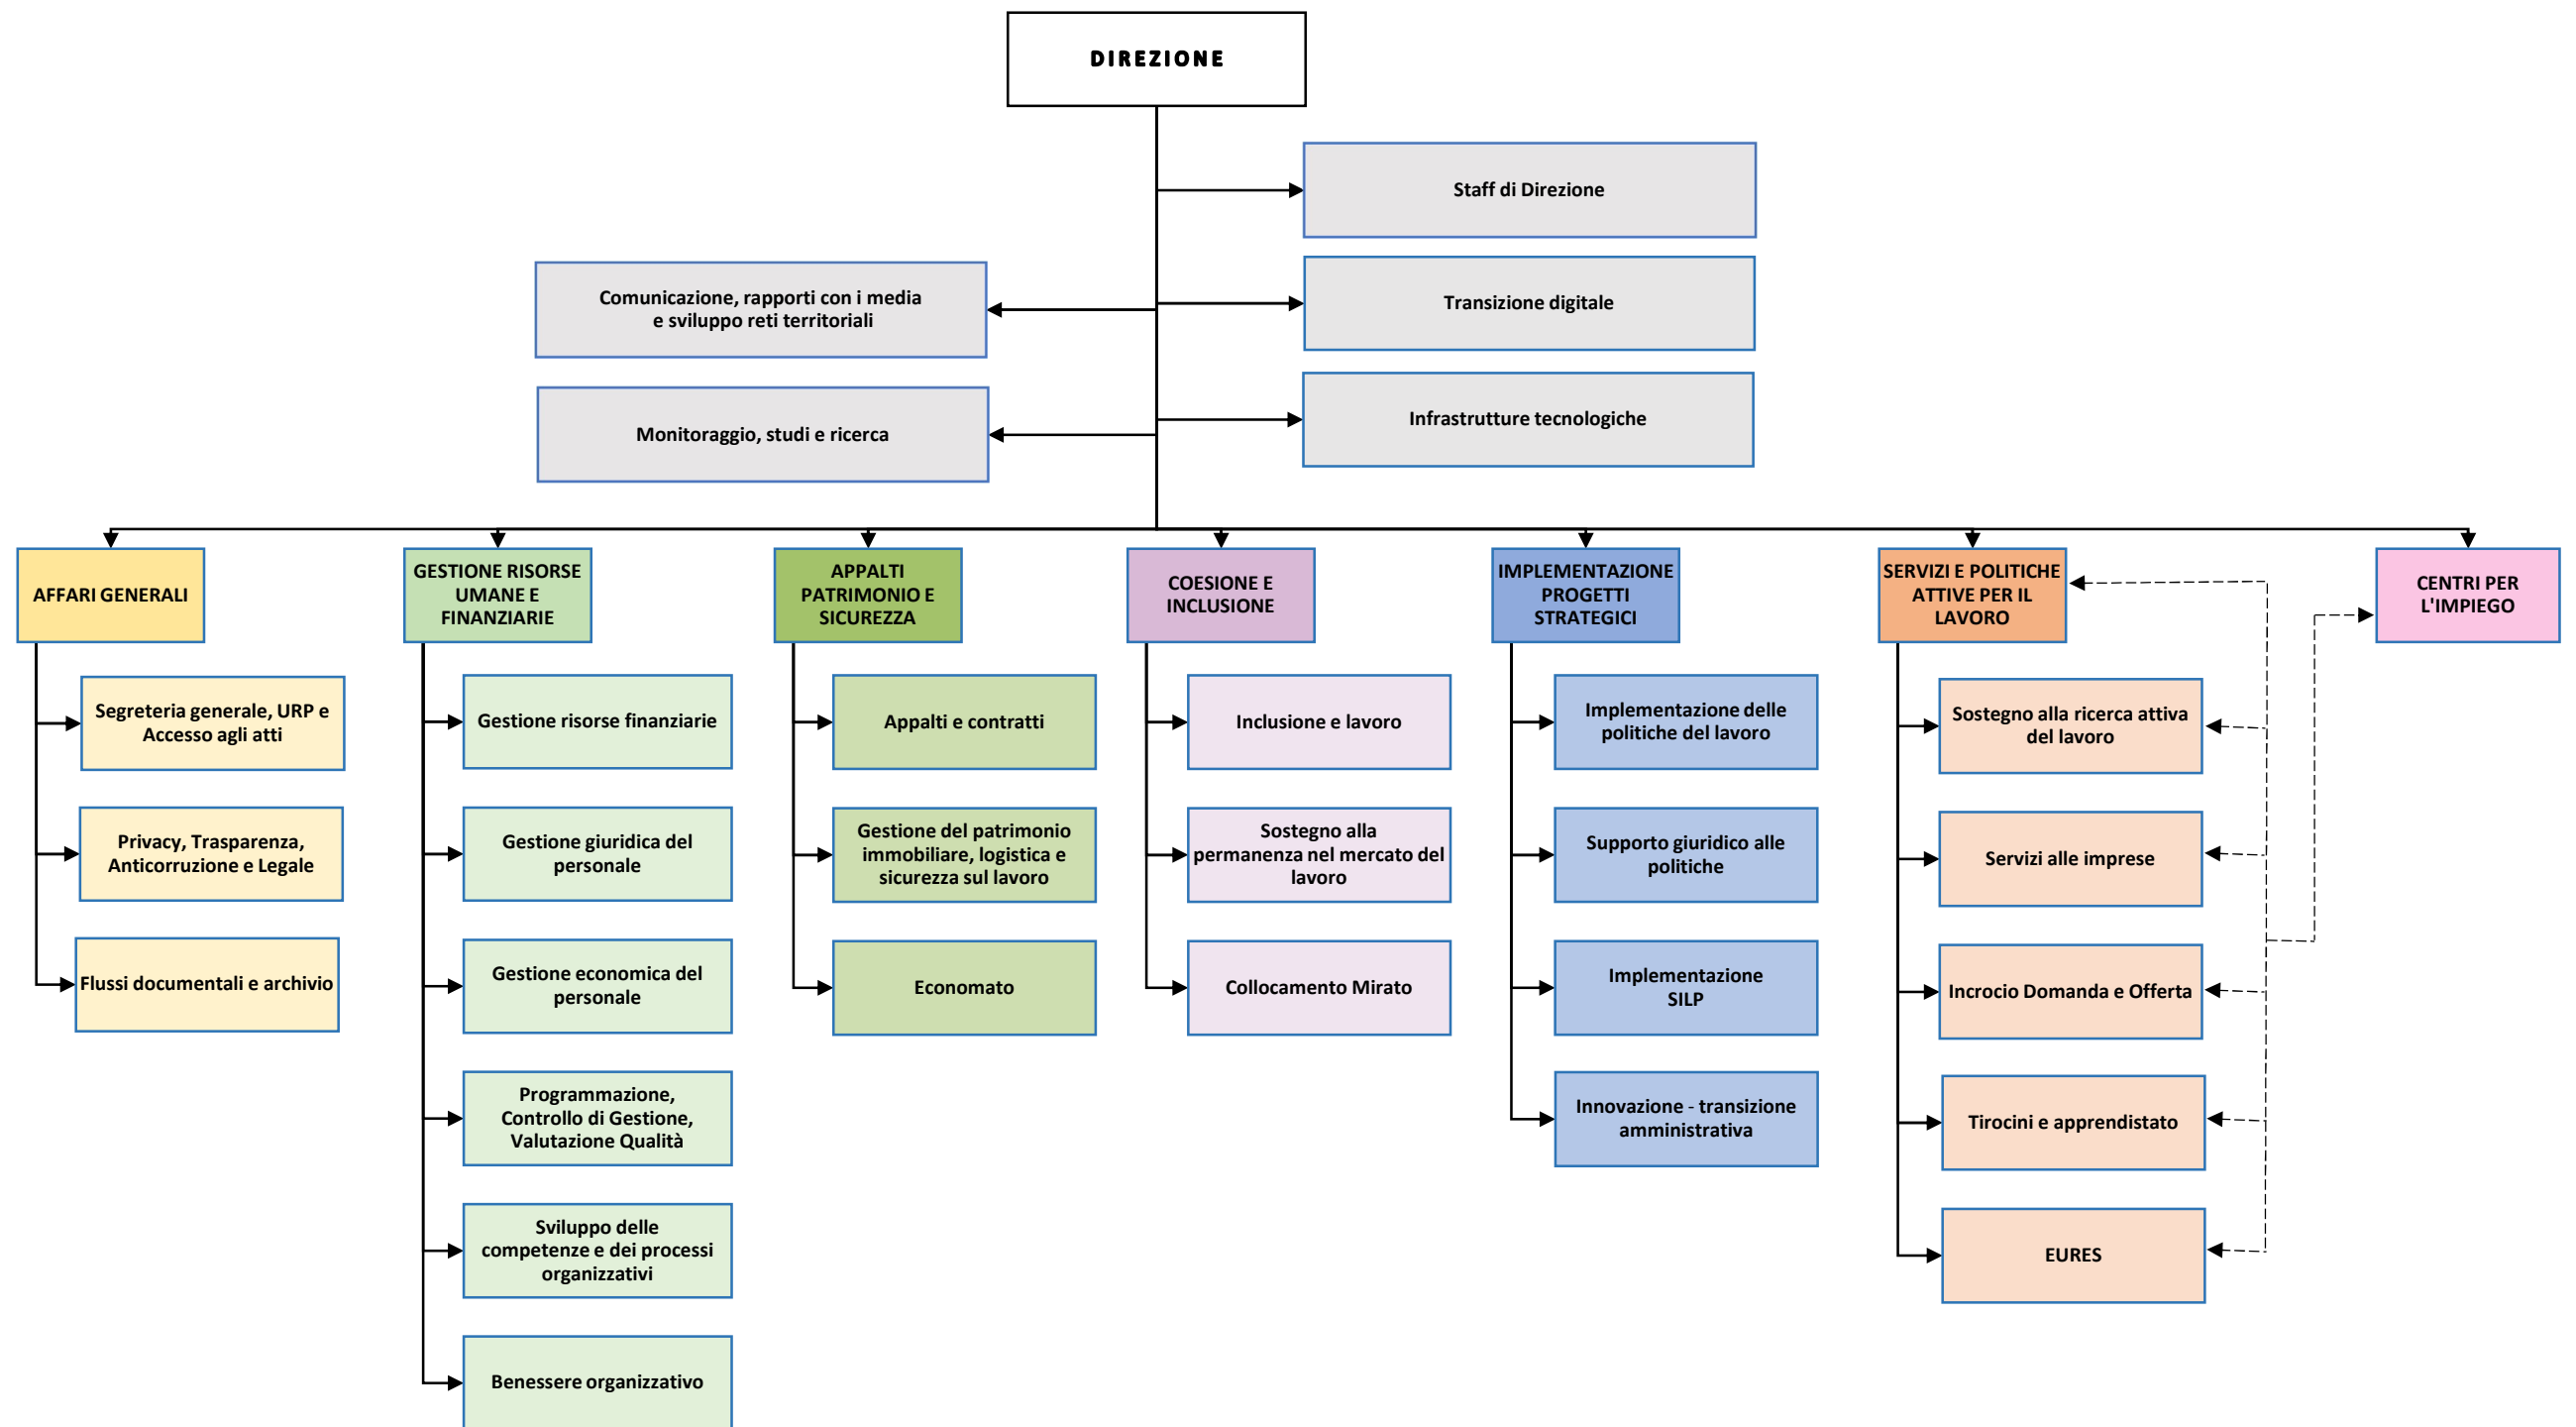 DIREZIONE
Staff di Direzione
Comunicazione, rapporti con i media
e sviluppo reti territoriali
Transizione digitale
Monitoraggio, studi e ricerca
Infrastrutture tecnologiche
AFFARI GENERALI
Segreteria generale, URP e
Accesso agli atti
Privacy, Trasparenza,
Anticorruzione e Legale
Flussi documentali e archivio
GESTIONE RISORSE
UMANE E
FINANZIARIE
Gestione risorse finanziarie
Gestione giuridica del
personale
Gestione economica del
personale
Programmazione,
Controllo di Gestione,
Valutazione Qualità
Sviluppo delle
competenze e dei processi
organizzativi
Benessere organizzativo
APPALTI
PATRIMONIO E
SICUREZZA
Appalti e contratti
Gestione del patrimonio
immobiliare, logistica e
sicurezza sul lavoro
Economato
COESIONE E
INCLUSIONE
Inclusione e lavoro
Sostegno alla
permanenza nel mercato del
lavoro
Collocamento Mirato
IMPLEMENTAZIONE
PROGETTI
STRATEGICI
Implementazione delle
politiche del lavoro
Supporto giuridico alle
politiche
Implementazione
SILP
Innovazione - transizione
amministrativa
SERVIZI E POLITICHE
ATTIVE PER IL
LAVORO
Sostegno alla ricerca attiva
del lavoro
Servizi alle imprese
Incrocio Domanda e Offerta
Tirocini e apprendistato
EURES
CENTRI PER
L'IMPIEGO